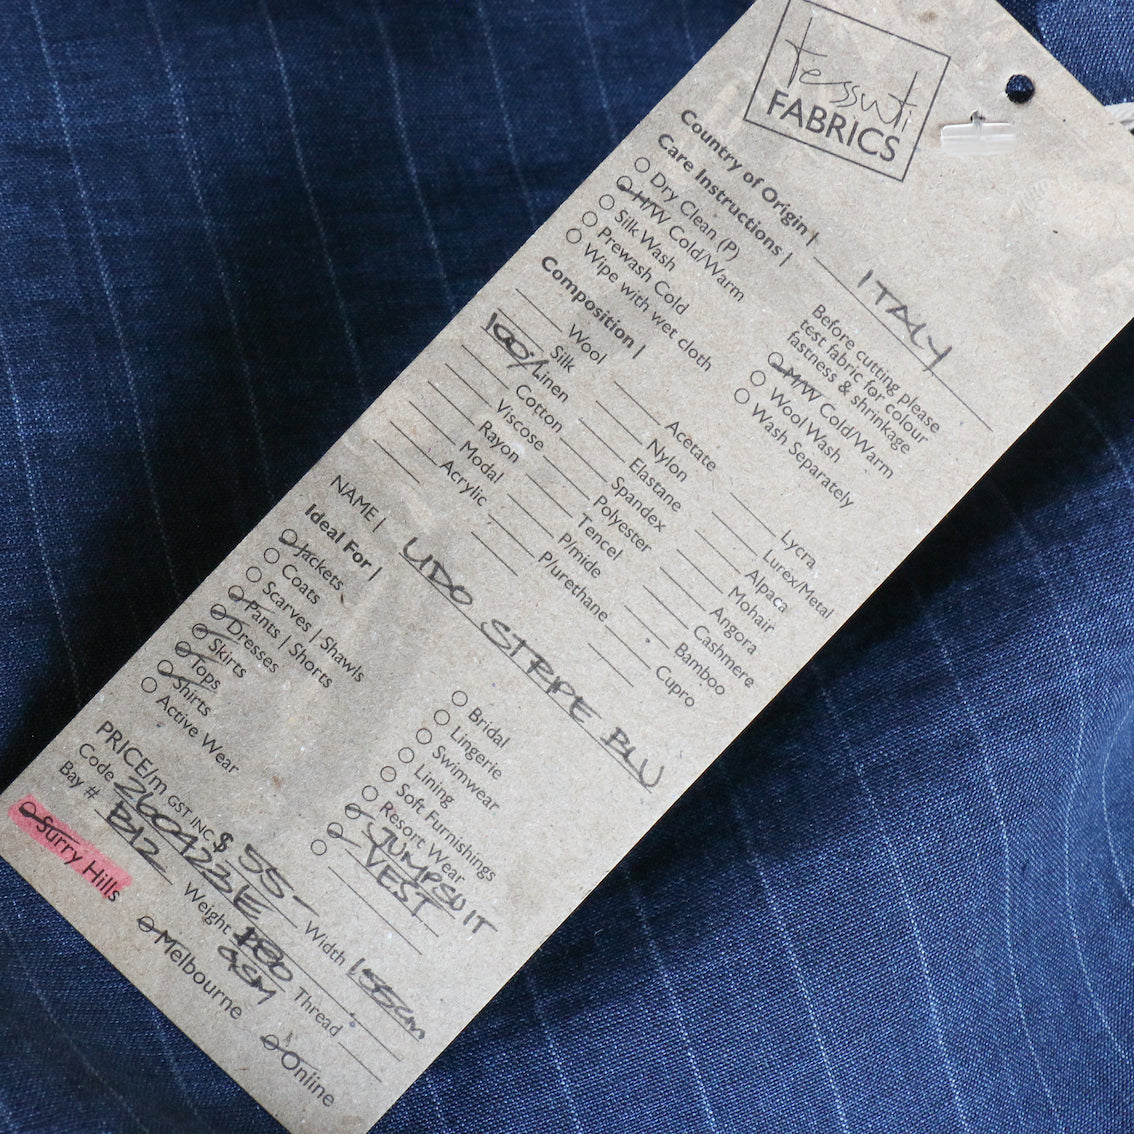 tessuti
FABRICS
Country of Origin | ITALY
Care Instructions |
Dry Clean (P)
H/W Cold/Warm
Silk Wash
Prewash Cold
Wipe with wet cloth
Before cutting please
test fabric for colour
fastness & shrinkage
M/W Cold/Warm
Wool Wash
Wash Separately
Composition |
Wool
Silk
100% Linen
Cotton
Viscose
Rayon
Modal
Acrylic
Acetate
Nylon
Elastane
Spandex
Polyester
Tencel
P/mide
P/urethane
Lycra
Lurex/Metal
Alpaca
Mohair
Angora
Cashmere
Bamboo
Cupro
NAME | LIDO STRIPE BLU
Ideal For |
Jackets
Coats
Scarves | Shawls
Pants | Shorts
Dresses
Skirts
Tops
Shirts
Active Wear
Bridal
Lingerie
Swimwear
Lining
Soft Furnishings
Resort Wear
JUMPSUIT
VEST
PRICE/m GST INC $ 55- Width 155cm
Code 260423E Weight 180 GSM Thread
Bay # B12
Surry Hills Melbourne Online